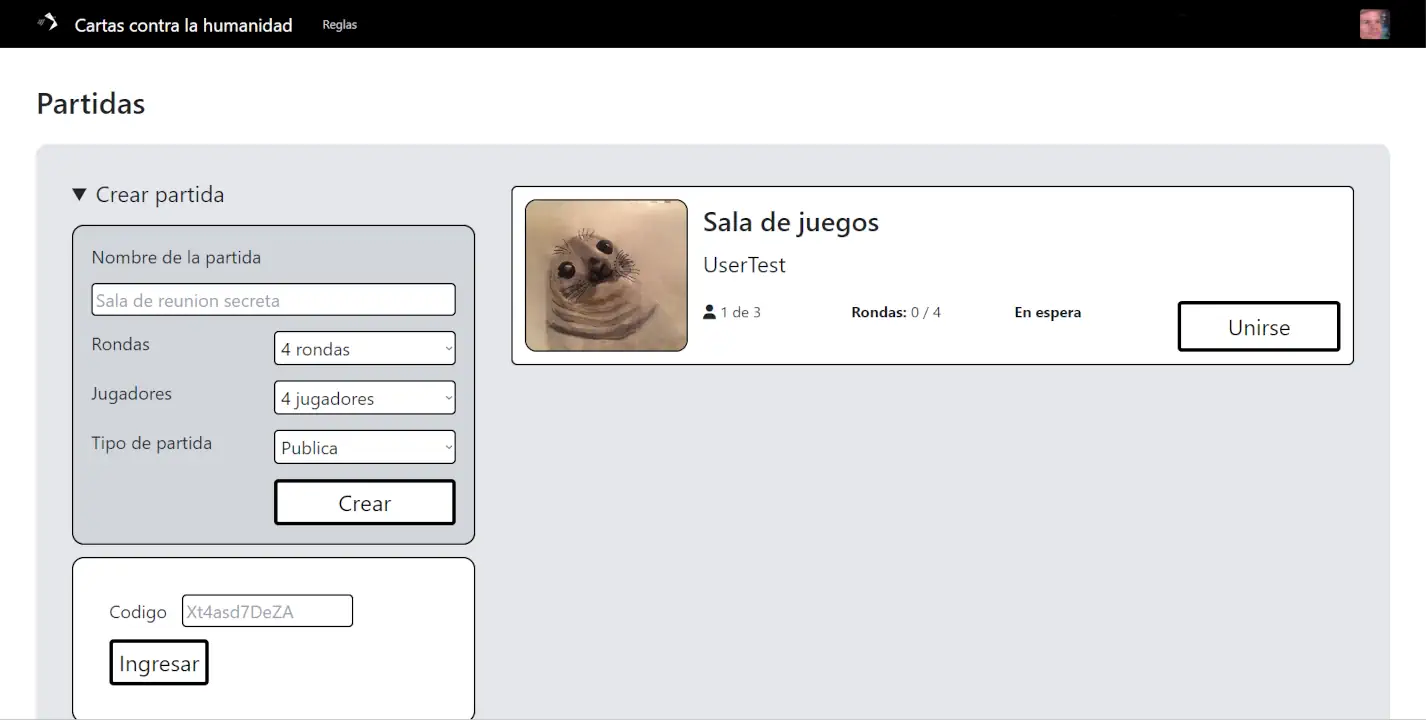 Cartas contra la humanidad
Reglas
Partidas
▼ Crear partida
Nombre de la partida
Sala de reunion secreta
Rondas
4 rondas
Jugadores
4 jugadores
Tipo de partida
Publica
Crear
Codigo
Xt4asd7DeZA
Ingresar
Sala de juegos
UserTest
1 de 3
Rondas: 0 / 4
En espera
Unirse